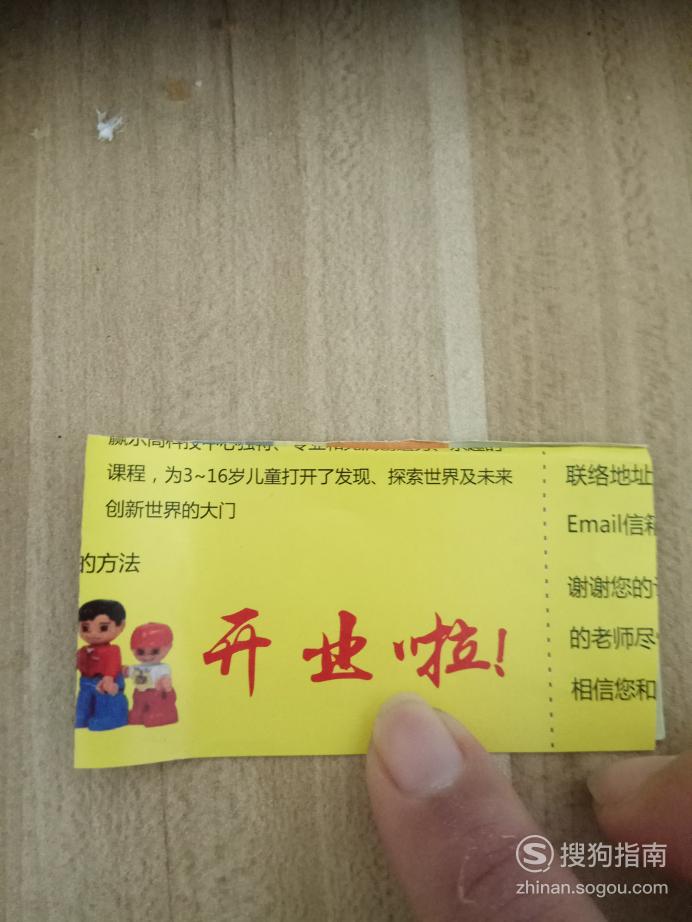 课程，为3~16岁儿童打开了发现、探索世界及未来
创新世界的大门
的方法
开业啦！
联络地址
Email信箱
谢谢您的
的老师尽
相信您和
搜狗指南
zhinan.sogou.com